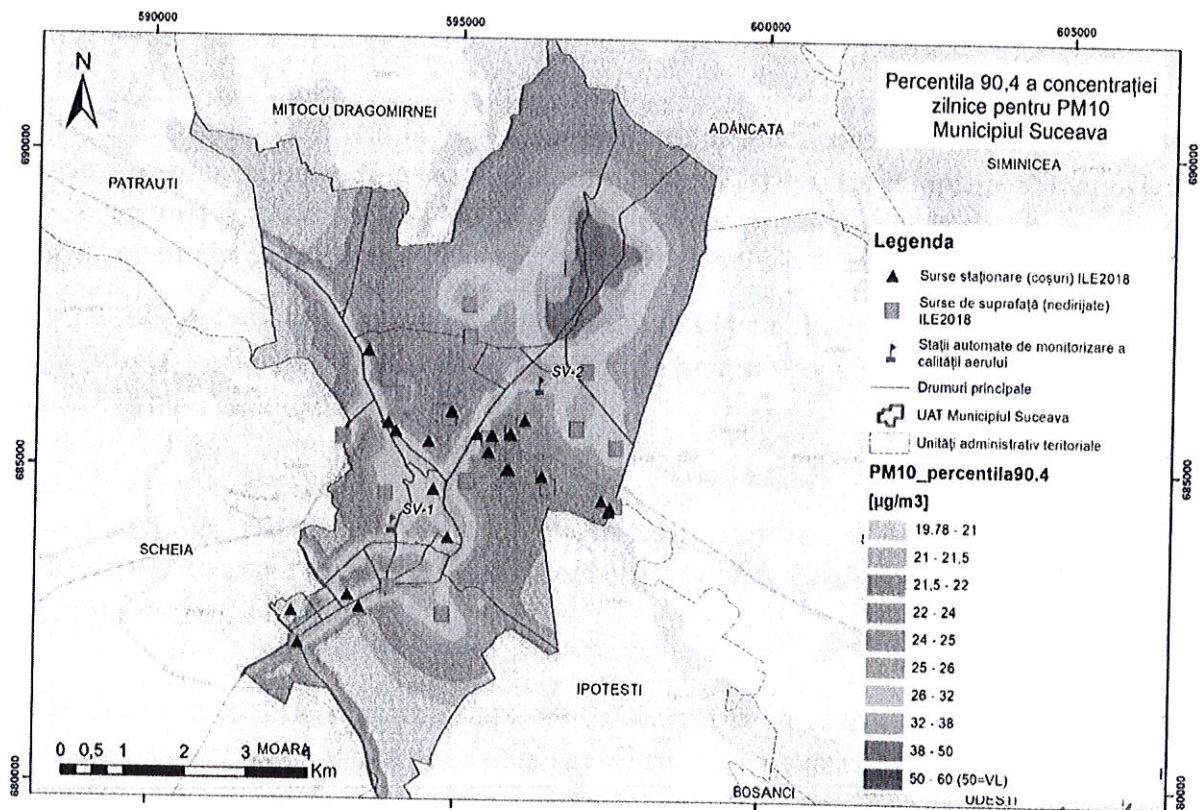 590000
595000
600000
605000
N
Percentila 90,4 a concentrației
zilnice pentru PM10
Municipiul Suceava
MITOCU DRAGOMIRNEI
ADÂNCATA
SIMINICEA
690000
690000
PATRAUTI
Legenda
Surse staționare (coșuri) ILE2018
Surse de suprafață (nedirijate)
ILE2018
Stații automate de monitorizare a
calității aerului
Drumuri principale
UAT Municipiul Suceava
Unități administrativ teritoriale
SV-2
685000
685000
SV-1
SCHEIA
PM10_percentila90.4
[µg/m3]
19.78 - 21
21 - 21,5
21,5 - 22
22 - 24
24 - 25
25 - 26
26 - 32
32 - 38
38 - 50
50 - 60 (50=VL)
IPOTESTI
0 0,5 1 2 3 4
MOARA
Km
680000
680000
BOSANCI
UDESTI